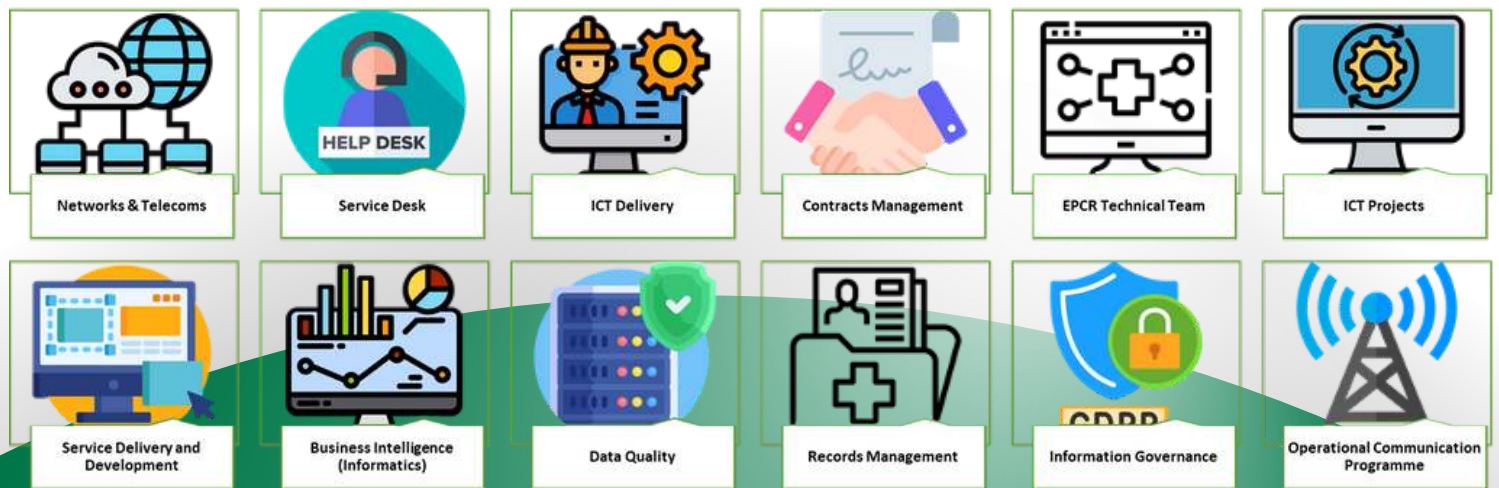 HELP DESK
Networks & Telecoms
Service Desk
ICT Delivery
Contracts Management
EPCR Technical Team
ICT Projects
GDPR
Service Delivery and
Development
Business Intelligence
(Informatics)
Data Quality
Records Management
Information Governance
Operational Communication
Programme